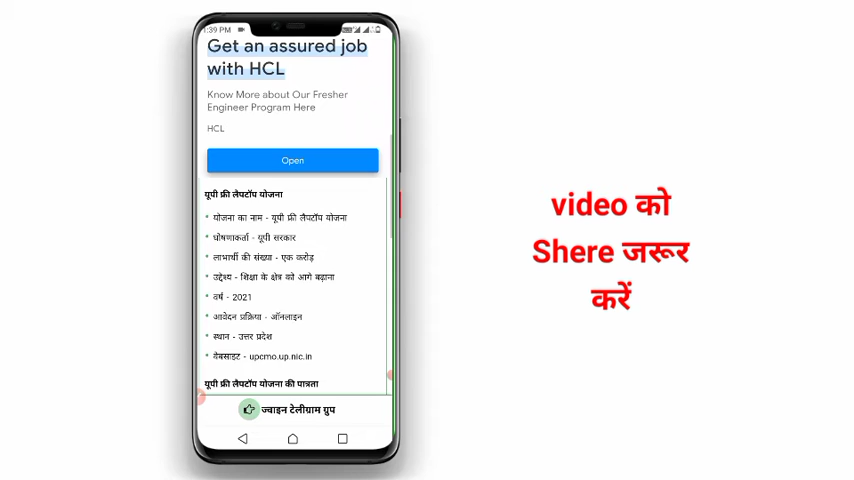 1:39 PM
Get an assured job
with HCL
Know More about Our Fresher
Engineer Program Here
HCL
Open
यूपी फ्री लैपटॉप योजना
योजना का नाम - यूपी फ्री लैपटॉप योजना
घोषणाकर्ता - यूपी सरकार
लाभार्थी की संख्या - एक करोड़
उद्देश्य - शिक्षा के क्षेत्र को आगे बढ़ाना
वर्ष - 2021
आवेदन प्रक्रिया - ऑनलाइन
स्थान - उत्तर प्रदेश
वेबसाइट - upcmo.up.nic.in
यूपी फ्री लैपटॉप योजना की पात्रता
ज्वाइन टेलीग्राम ग्रुप
video को
Shere जरूर
करें